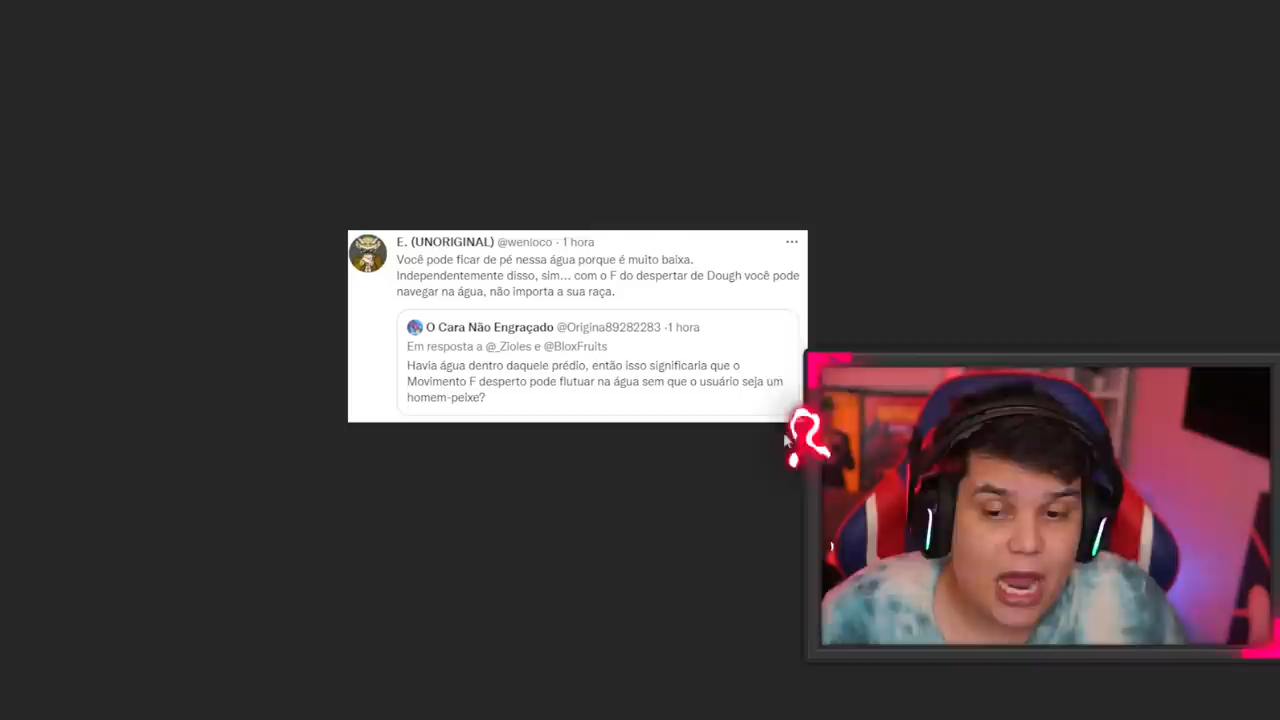 E. (UNORIGINAL) @wenloco · 1 hora
Você pode ficar de pé nessa água porque é muito baixa.
Independentemente disso, sim... com o F do despertar de Dough você pode
navegar na água, não importa a sua raça.
O Cara Não Engraçado @Origina89282283 ·1 hora
Em resposta a @_Zioles e @BloxFruits
Havia água dentro daquele prédio, então isso significaria que o
Movimento F desperto pode flutuar na água sem que o usuário seja um
homem-peixe?